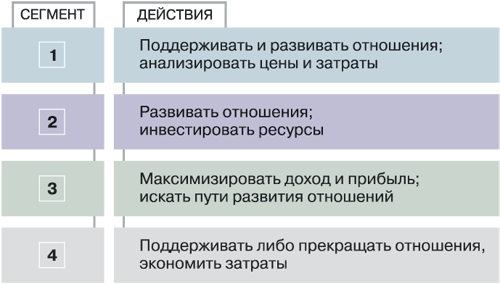 СЕГМЕНТ
ДЕЙСТВИЯ
1
Поддерживать и развивать отношения;
анализировать цены и затраты
2
Развивать отношения;
инвестировать ресурсы
3
Максимизировать доход и прибыль;
искать пути развития отношений
4
Поддерживать либо прекращать отношения,
экономить затраты